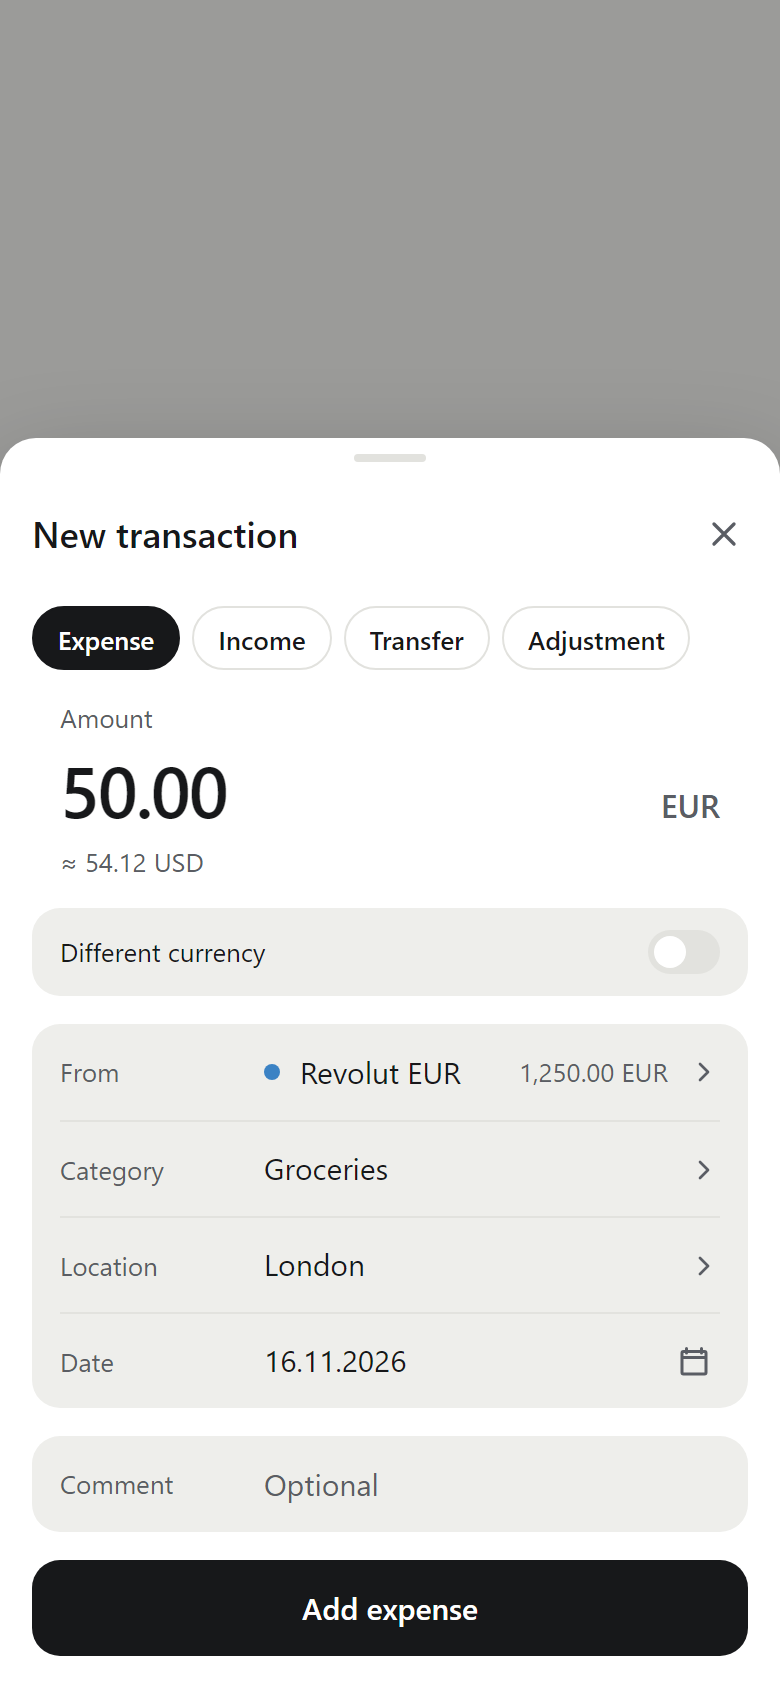 New transaction
Expense Income Transfer Adjustment
Amount
50.00 EUR
≈ 54.12 USD
Different currency
From Revolut EUR 1,250.00 EUR
Category Groceries
Location London
Date 16.11.2026
Comment Optional
Add expense